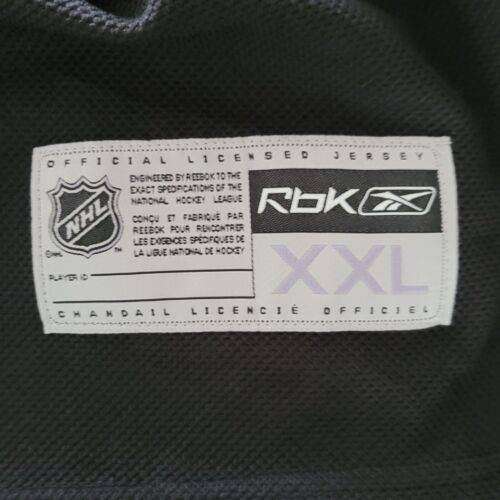 OFFICIAL LICENSED JERSEY
NHL
™
©NHL
ENGINEERED BY REEBOK TO THE
EXACT SPECIFICATIONS OF THE
NATIONAL HOCKEY LEAGUE
CONÇU ET FABRIQUÉ PAR
REEBOK POUR RENCONTRER
LES EXIGENCES SPÉCIFIQUES DE
LA LIGUE NATIONAL DE HOCKEY
PLAYER ID
Rbk
XXL
CHANDAIL LICENCIÉ OFFICIEL